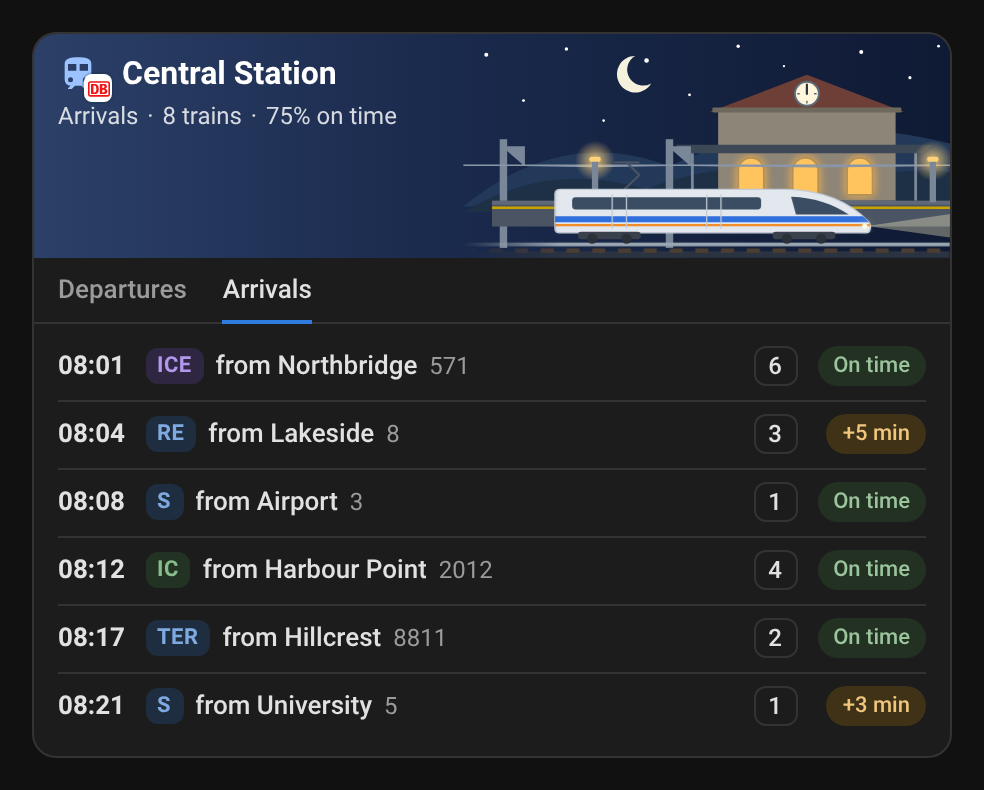 DB Central Station
Arrivals · 8 trains · 75% on time
Departures Arrivals
08:01 ICE from Northbridge 571 6 On time
08:04 RE from Lakeside 8 3 +5 min
08:08 S from Airport 3 1 On time
08:12 IC from Harbour Point 2012 4 On time
08:17 TER from Hillcrest 8811 2 On time
08:21 S from University 5 1 +3 min